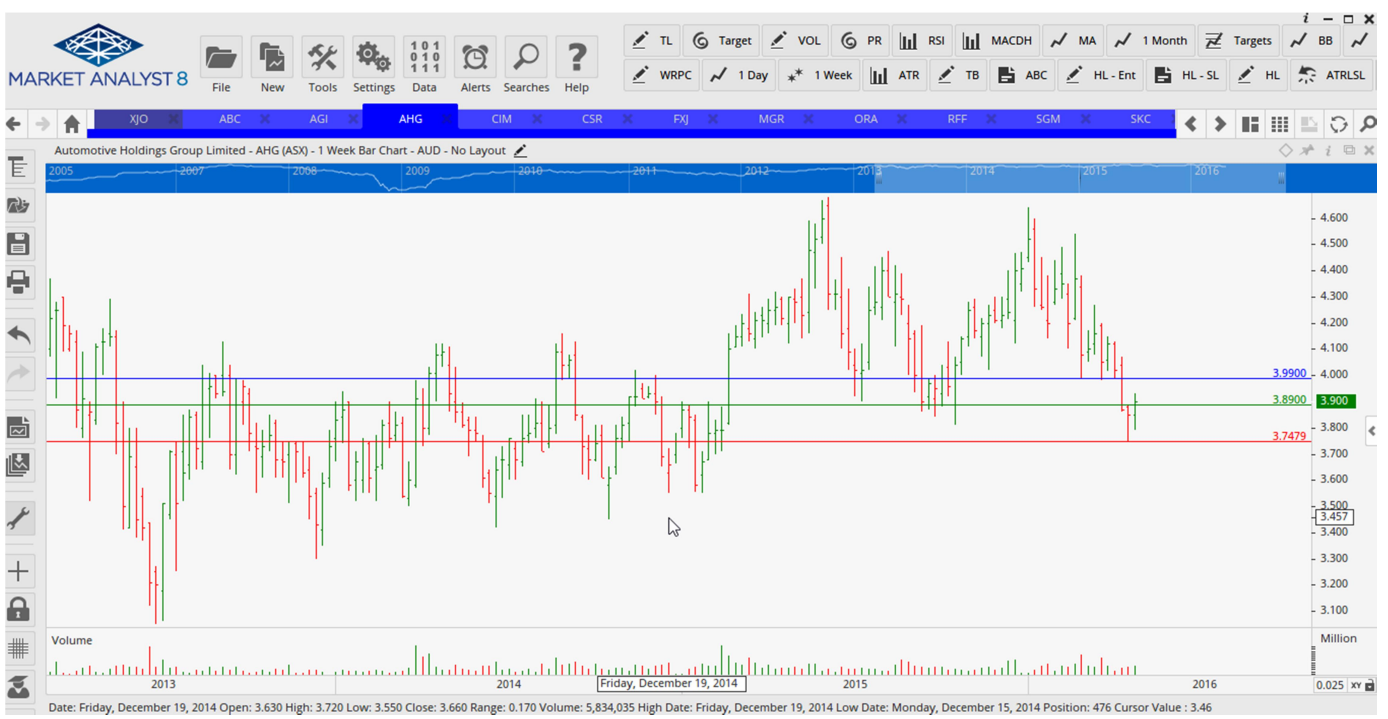 TL Target VOL PR RSI MACDH MA 1 Month Targets BB
MARKET ANALYST 8
File New Tools Settings Data Alerts Searches Help
WRPC 1 Day 1 Week ATR TB ABC HL - Ent HL - SL HL ATRLSL
XJO ABC AGI AHG CIM CSR FXJ MGR ORA RFF SGM SKC
Automotive Holdings Group Limited - AHG (ASX) - 1 Week Bar Chart - AUD - No Layout
2005 2007 2008 2009 2010 2011 2012 2013 2014 2015 2016
4.600
4.500
4.400
4.300
4.200
4.100
3.9900 4.000
3.8900 3.900
3.800
3.7479
3.700
3.600
3.500
3.457
3.400
3.300
3.200
3.100
Volume Million
2013 2014 Friday, December 19, 2014 2015 2016 0.025 XY
Date: Friday, December 19, 2014 Open: 3.630 High: 3.720 Low: 3.550 Close: 3.660 Range: 0.170 Volume: 5,834,035 High Date: Friday, December 19, 2014 Low Date: Monday, December 15, 2014 Position: 476 Cursor Value : 3.46